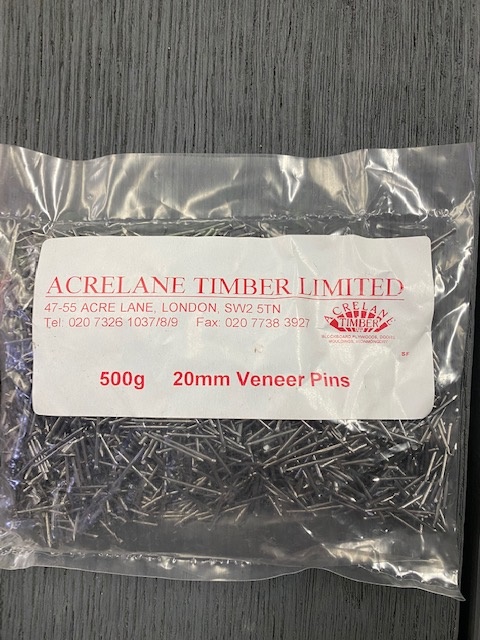 ACRELANE TIMBER LIMITED
47-55 ACRE LANE, LONDON, SW2 5TN
Tel: 020 7326 1037/8/9 Fax: 020 7738 3927
ACRELANE
TIMBER
SF
500g 20mm Veneer Pins